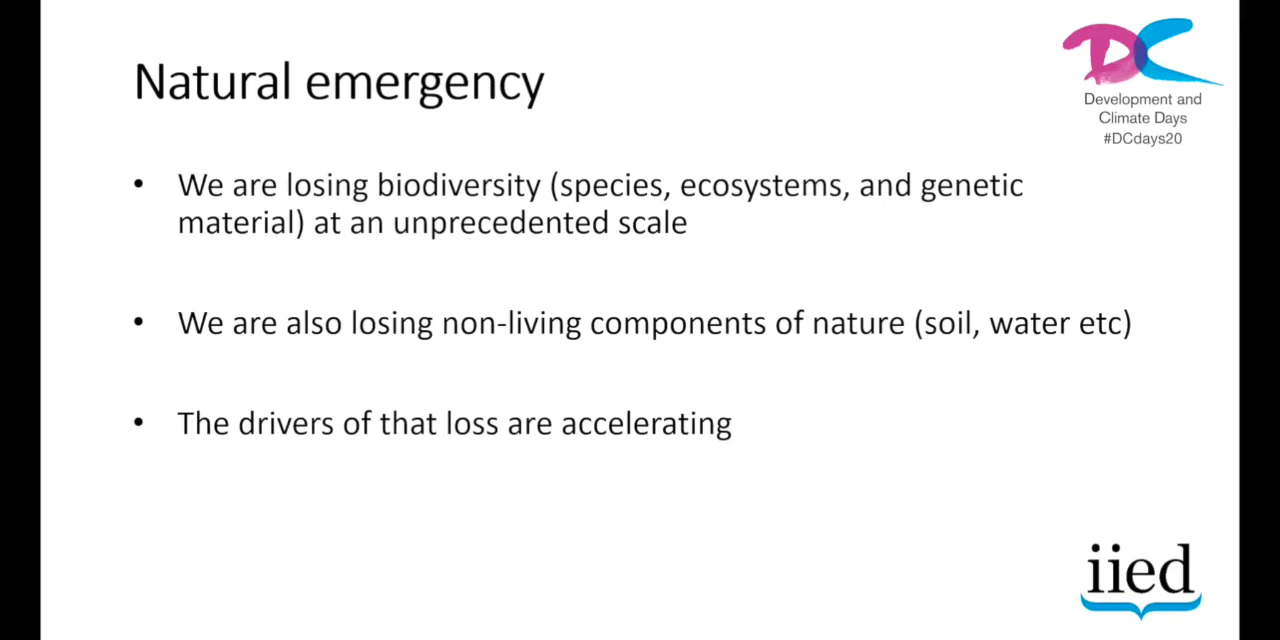 Natural emergency
DC
Development and
Climate Days
#DCdays20
• We are losing biodiversity (species, ecosystems, and genetic
material) at an unprecedented scale
• We are also losing non-living components of nature (soil, water etc)
• The drivers of that loss are accelerating
iied